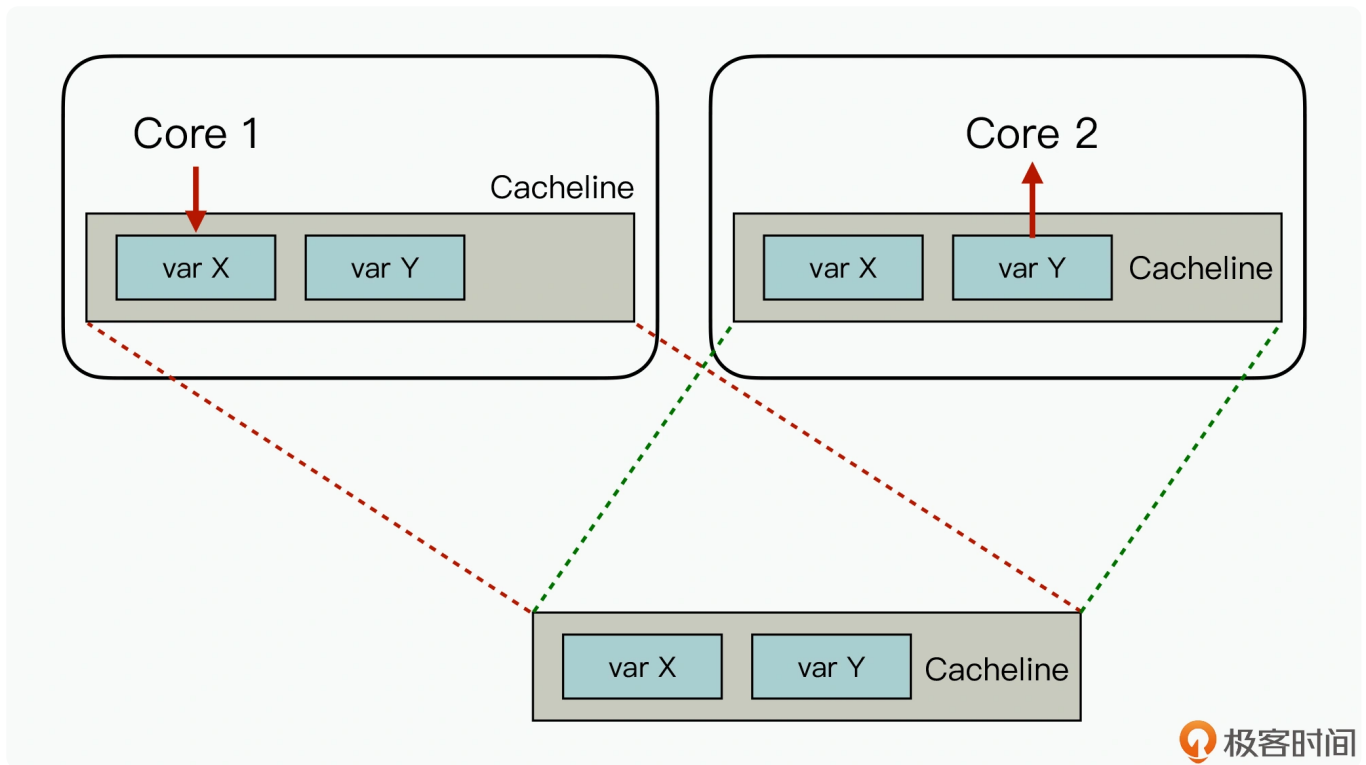 Core 1
Core 2
Cacheline
var X
var Y
var X
var Y
Cacheline
var X
var Y
Cacheline
极客时间